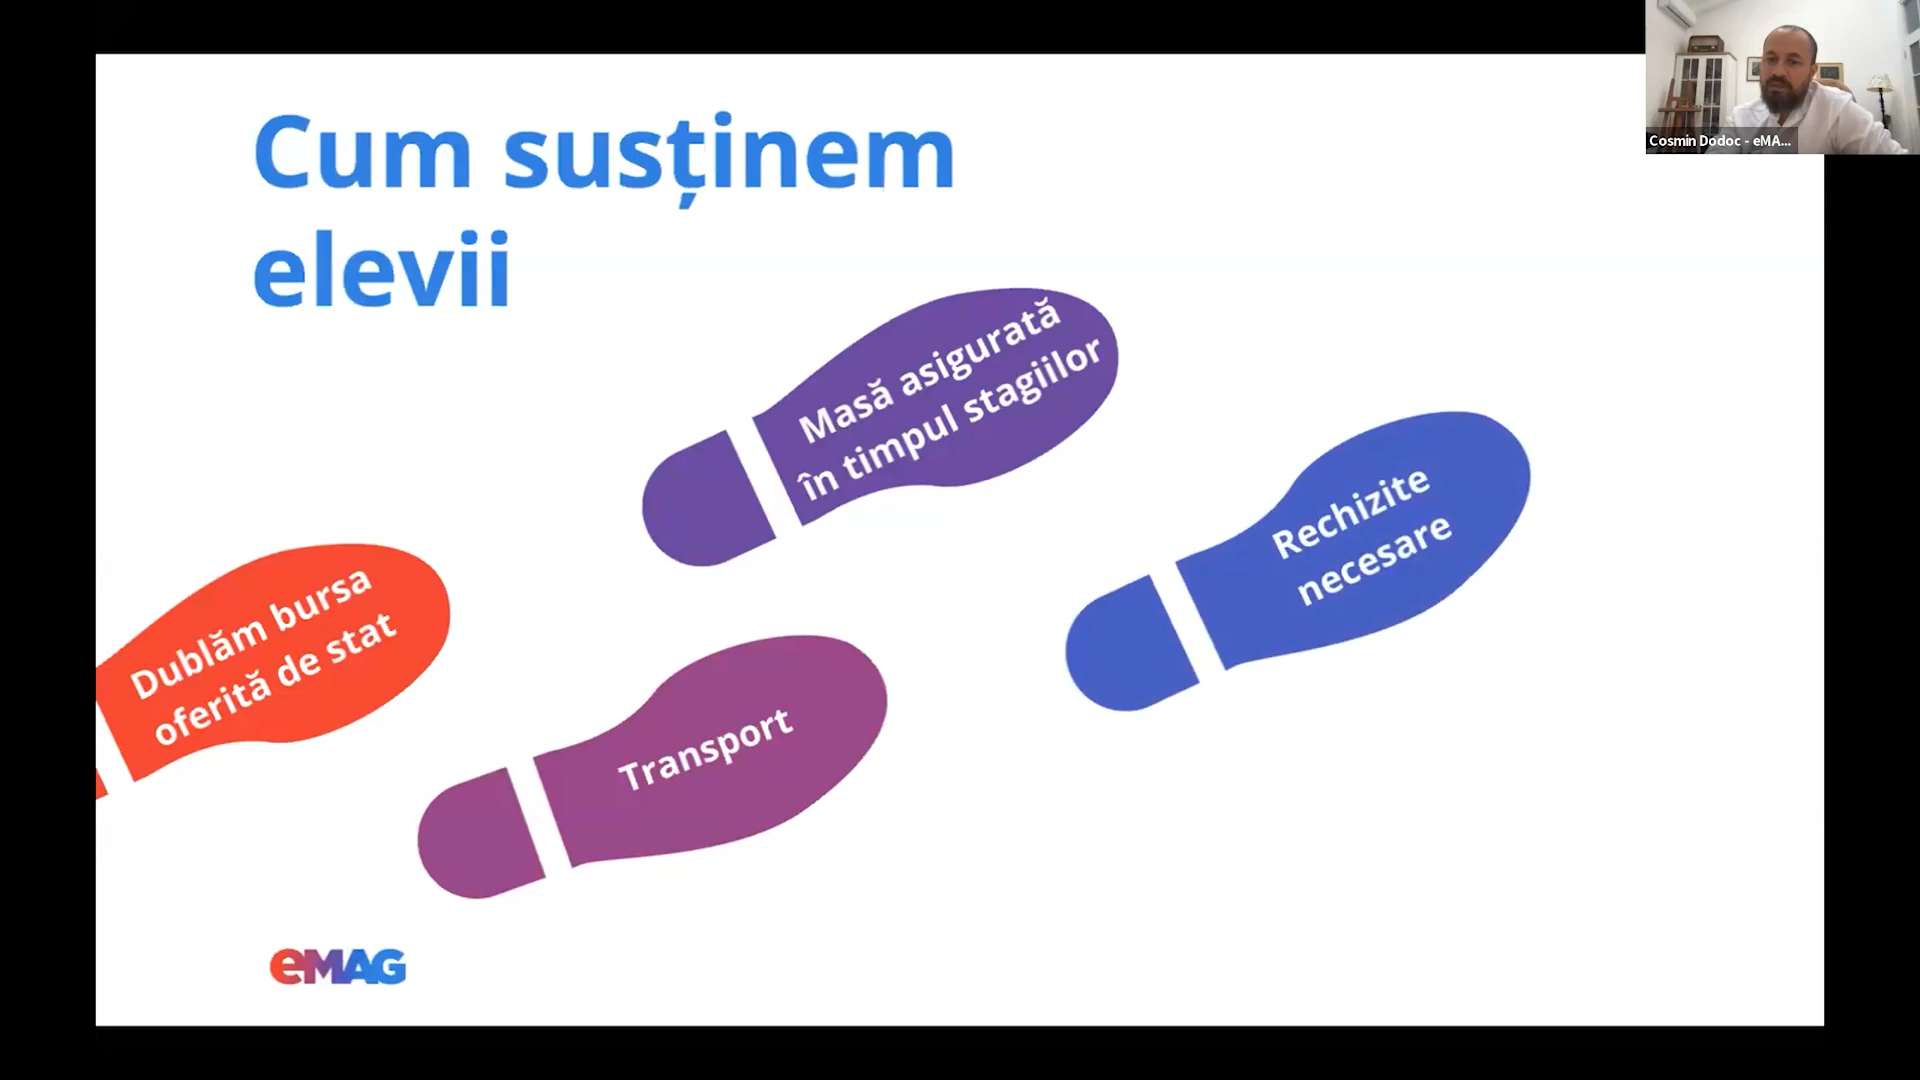 Cum susținem
elevii
Masă asigurată
în timpul stagiilor
Rechizite
necesare
Dublăm bursa
oferită de stat
Transport
eMAG
Cosmin Dodoc - eMA...